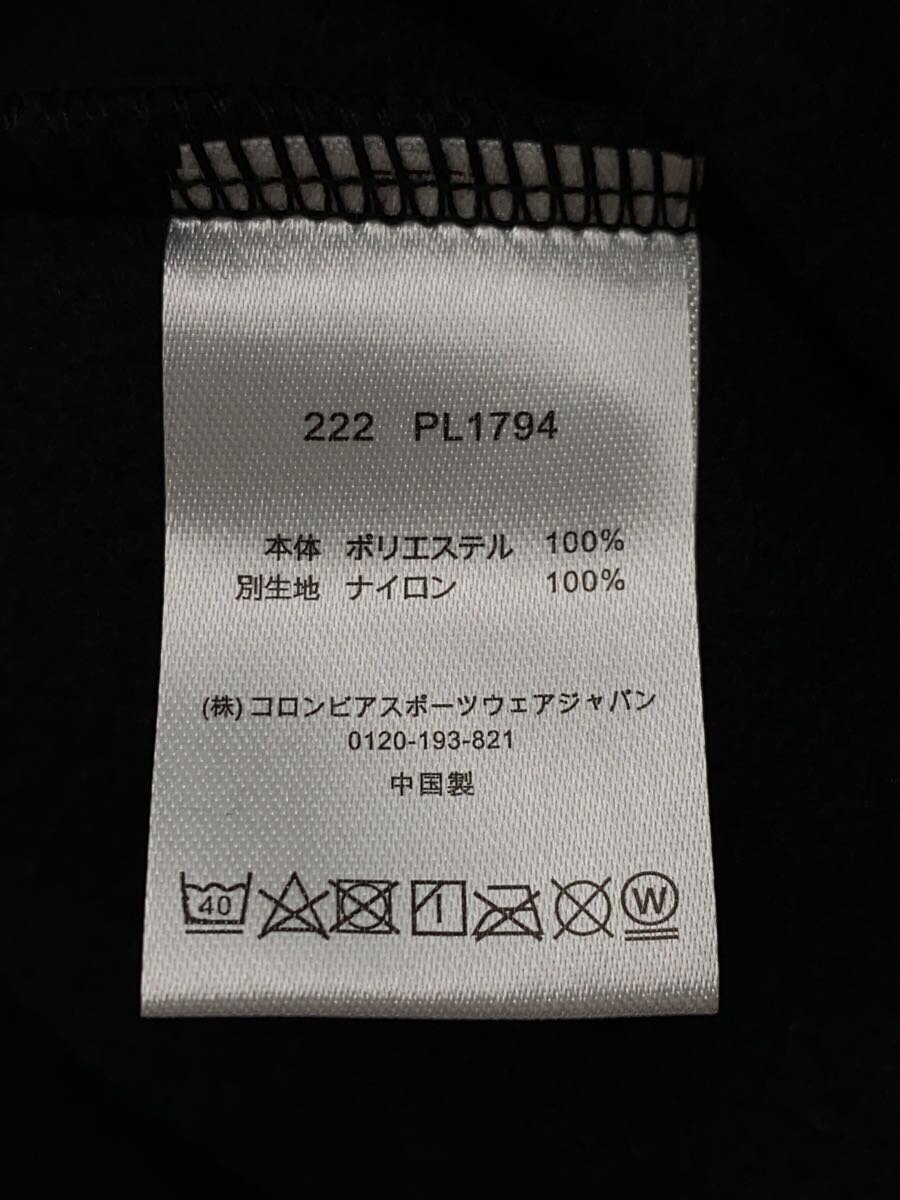 222 PL1794
本体 ポリエステル 100%
別生地 ナイロン 100%
(株)コロンビアスポーツウェアジャパン
0120-193-821
中国製
40 W